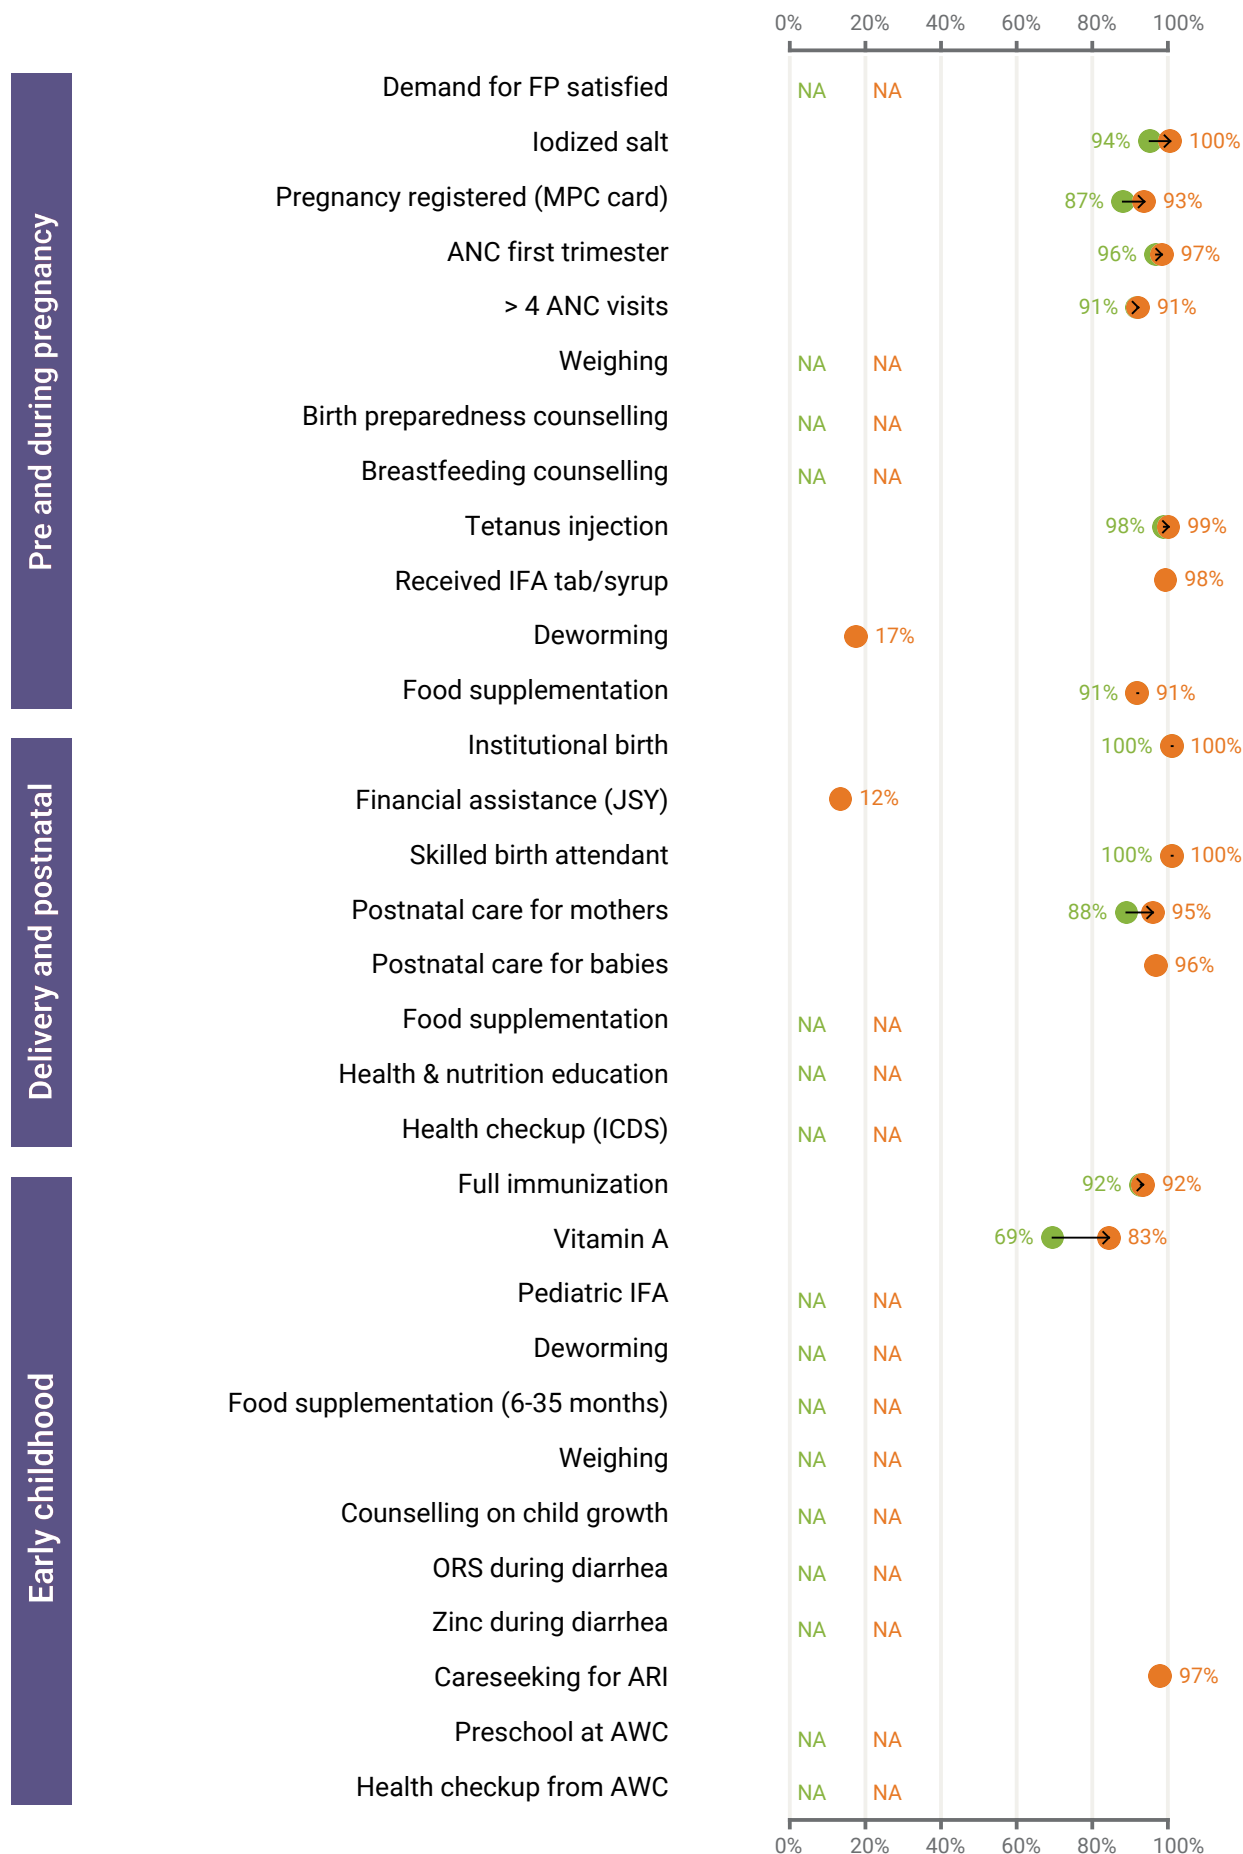 0% 20% 40% 60% 80% 100%
Pre and during pregnancy
Demand for FP satisfied NA NA
Iodized salt 94% 100%
Pregnancy registered (MPC card) 87% 93%
ANC first trimester 96% 97%
> 4 ANC visits 91% 91%
Weighing NA NA
Birth preparedness counselling NA NA
Breastfeeding counselling NA NA
Tetanus injection 98% 99%
Received IFA tab/syrup 98%
Deworming 17%
Food supplementation 91% 91%
Delivery and postnatal
Institutional birth 100% 100%
Financial assistance (JSY) 12%
Skilled birth attendant 100% 100%
Postnatal care for mothers 88% 95%
Postnatal care for babies 96%
Food supplementation NA NA
Health & nutrition education NA NA
Health checkup (ICDS) NA NA
Early childhood
Full immunization 92% 92%
Vitamin A 69% 83%
Pediatric IFA NA NA
Deworming NA NA
Food supplementation (6-35 months) NA NA
Weighing NA NA
Counselling on child growth NA NA
ORS during diarrhea NA NA
Zinc during diarrhea NA NA
Careseeking for ARI 97%
Preschool at AWC NA NA
Health checkup from AWC NA NA
0% 20% 40% 60% 80% 100%